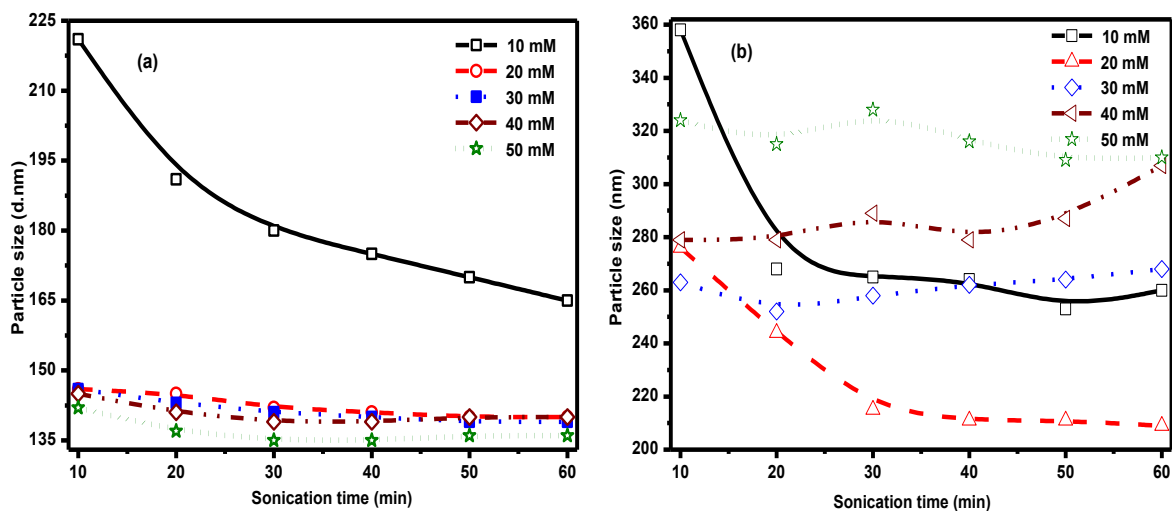 225
210
195
180
165
150
135
10
20
30
40
50
60
Particle size (d.nm)
Sonication time (min)
(a)
10 mM
20 mM
30 mM
40 mM
50 mM
360
340
320
300
280
260
240
220
200
10
20
30
40
50
60
Particle size (nm)
Sonication time (min)
(b)
10 mM
20 mM
30 mM
40 mM
50 mM